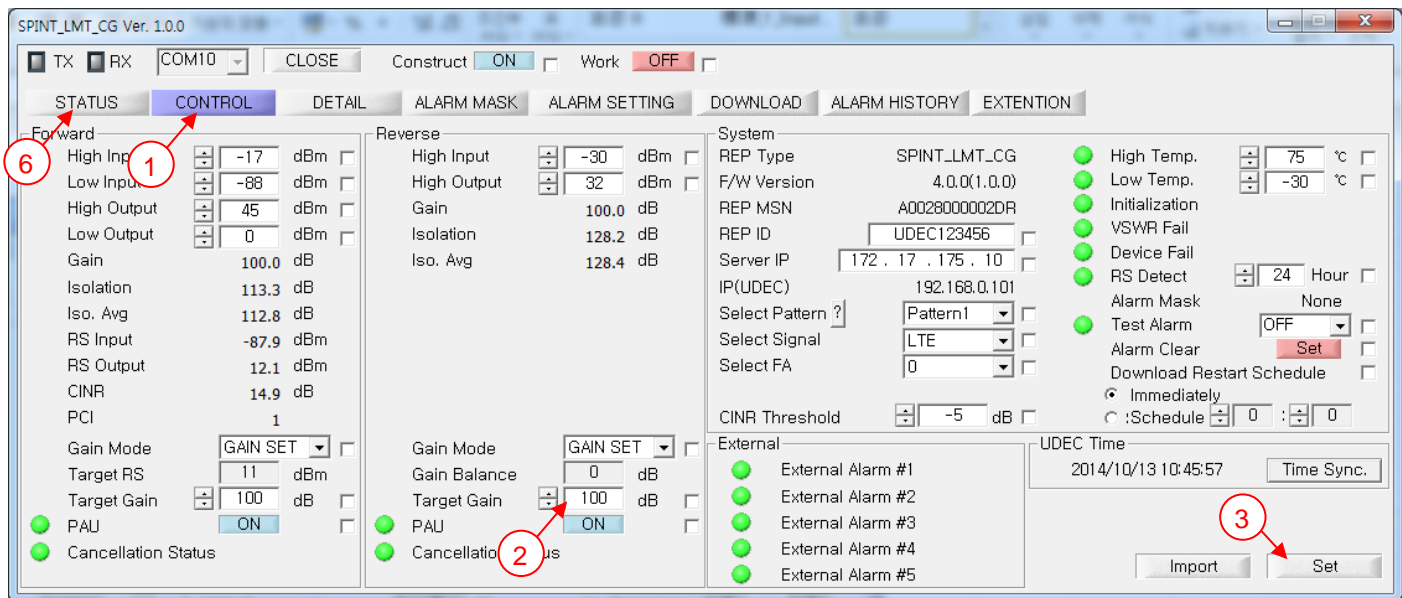 SPINT_LMT_CG Ver. 1.0.0
TX RX COM10 CLOSE Construct ON Work OFF
STATUS CONTROL DETAIL ALARM MASK ALARM SETTING DOWNLOAD ALARM HISTORY EXTENTION
Forward
High Inp -17 dBm
Low Input -88 dBm
High Output 45 dBm
Low Output 0 dBm
Gain 100.0 dB
Isolation 113.3 dB
Iso. Avg 112.8 dB
RS Input -87.9 dBm
RS Output 12.1 dBm
CINR 14.9 dB
PCI 1
Gain Mode GAIN SET
Target RS 11 dBm
Target Gain 100 dB
PAU ON
Cancellation Status
6
1
Reverse
High Input -30 dBm
High Output 32 dBm
Gain 100.0 dB
Isolation 128.2 dB
Iso. Avg 128.4 dB
Gain Mode GAIN SET
Gain Balance 0 dB
Target Gain 100 dB
PAU ON
Cancellatio us
2
System
REP Type SPINT_LMT_CG
F/W Version 4.0.0(1.0.0)
REP MSN A0028000002DR
REP ID UDEC123456
Server IP 172 . 17 . 175 . 10
IP(UDEC) 192.168.0.101
Select Pattern ? Pattern1
Select Signal LTE
Select FA 0
CINR Threshold -5 dB
High Temp. 75 ℃
Low Temp. -30 ℃
Initialization
VSWR Fail
Device Fail
RS Detect 24 Hour
Alarm Mask None
Test Alarm OFF
Alarm Clear Set
Download Restart Schedule
Immediately
:Schedule 0 : 0
External
External Alarm #1
External Alarm #2
External Alarm #3
External Alarm #4
External Alarm #5
UDEC Time
2014/10/13 10:45:57 Time Sync.
3
Import Set